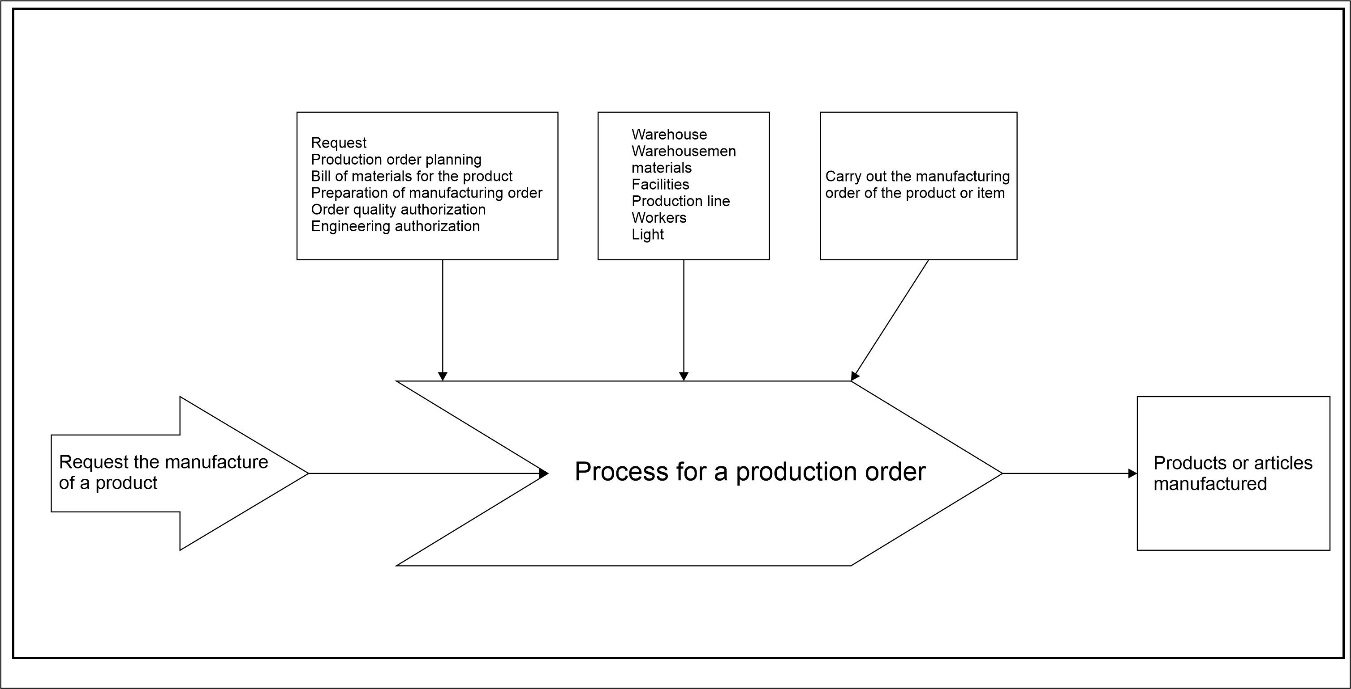 Request
Production order planning
Bill of materials for the product
Preparation of manufacturing order
Order quality authorization
Engineering authorization
Warehouse
Warehousemen
materials
Facilities
Production line
Workers
Light
Carry out the manufacturing
order of the product or item
Request the manufacture
of a product
Process for a production order
Products or articles
manufactured